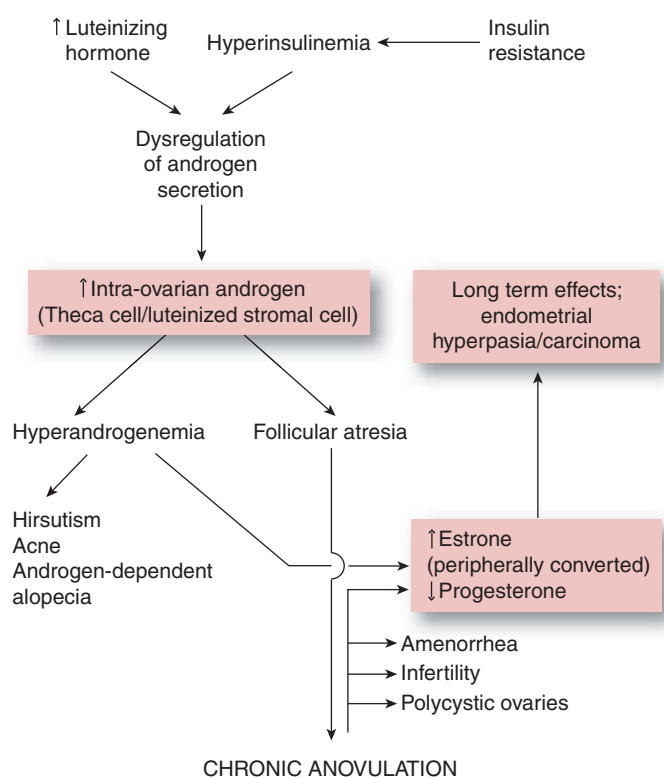 ↑Luteinizing
hormone
Hyperinsulinemia
Insulin
resistance
Dysregulation
of androgen
secretion
↑Intra-ovarian androgen
(Theca cell/luteinized stromal cell)
Long term effects;
endometrial
hyperpasia/carcinoma
Hyperandrogenemia
Follicular atresia
Hirsutism
Acne
Androgen-dependent
alopecia
↑Estrone
(peripherally converted)
↓Progesterone
Amenorrhea
Infertility
Polycystic ovaries
CHRONIC ANOVULATION